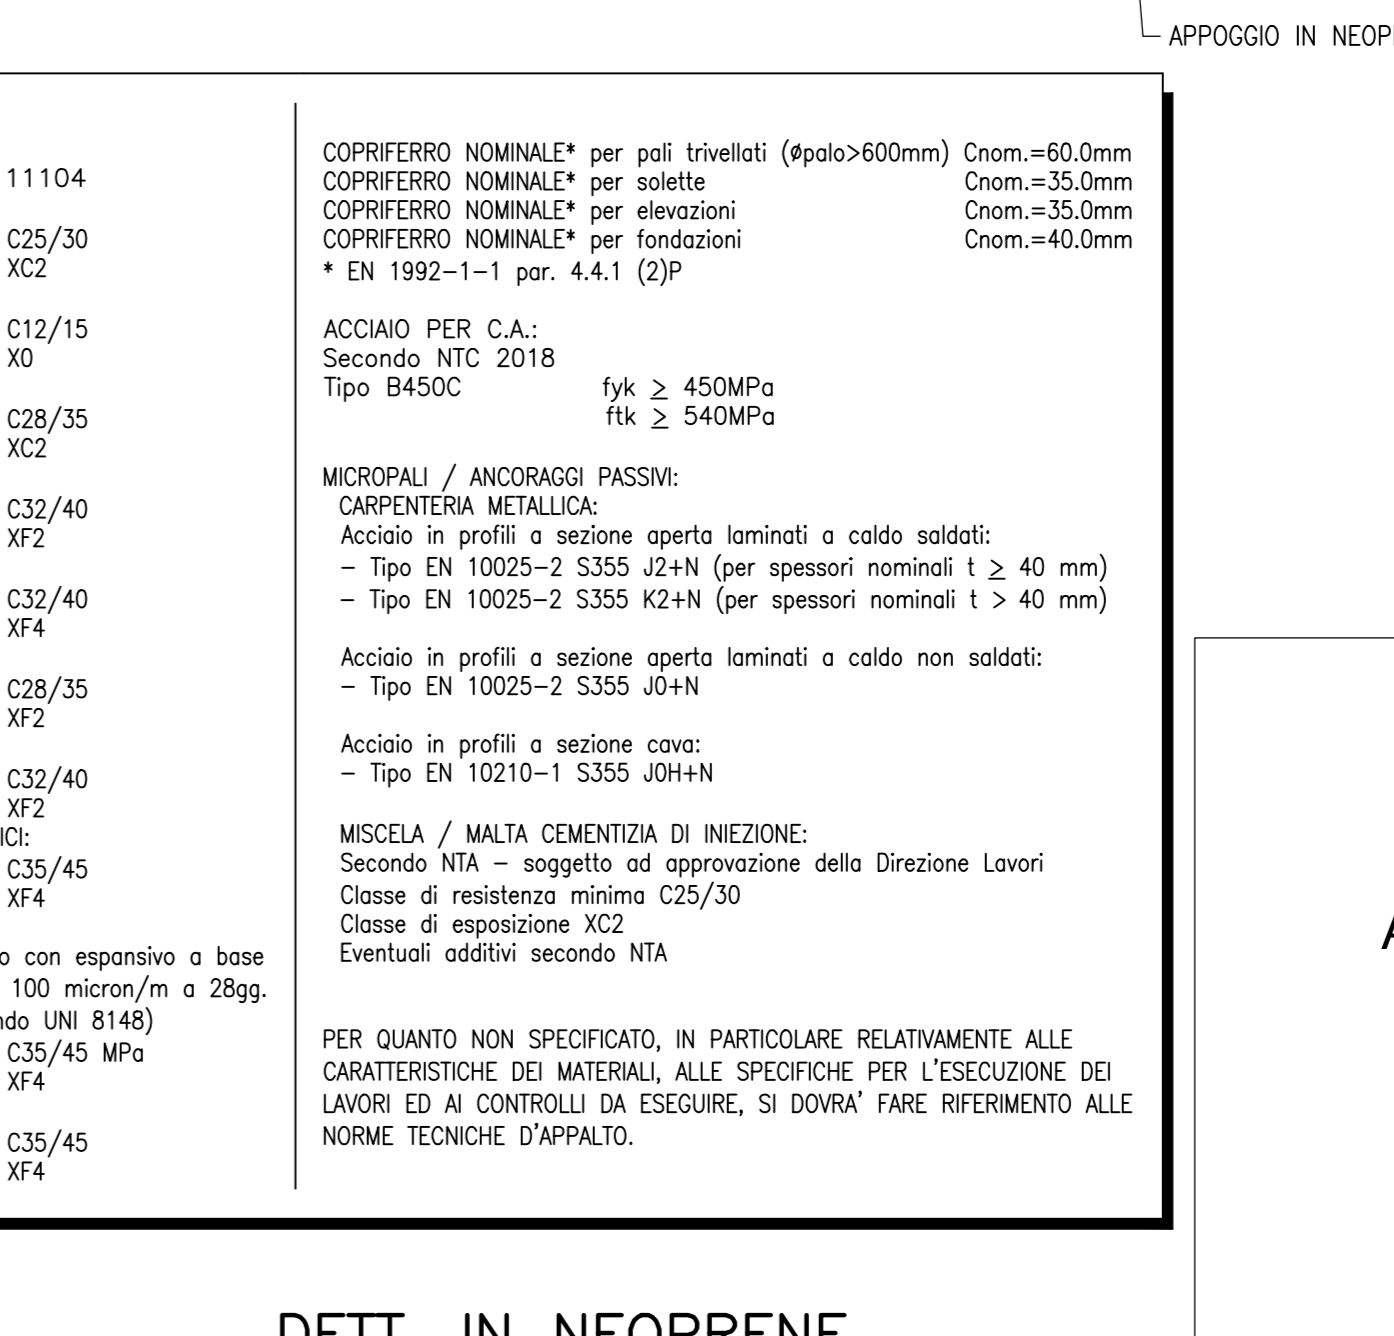 APPOGGIO IN
11104
C25/30
XC2
C12/15
X0
C28/35
XC2
C32/40
XF2
C32/40
XF4
C28/35
XF2
C32/40
XF2
C35/45
XF4
con espansivo a base
100 micron/m a 28gg.
UNI 8148)
C35/45 MPa
XF4
C35/45
XF4
COPRIFERRO NOMINALE* per pali trivellati (øpalo>600mm) Cnom.=60.0mm
COPRIFERRO NOMINALE* per solette Cnom.=35.0mm
COPRIFERRO NOMINALE* per elevazioni Cnom.=35.0mm
COPRIFERRO NOMINALE* per fondazioni Cnom.=40.0mm
* EN 1992-1-1 par. 4.4.1 (2)P
ACCIAIO PER C.A.:
Secondo NTC 2018
Tipo B450C fyk ≥ 450MPa
ftk ≥ 540MPa
MICROPALI / ANCORAGGI PASSIVI:
CARPENTERIA METALLICA:
Acciaio in profili a sezione aperta laminati a caldo saldati:
- Tipo EN 10025-2 S355 J2+N (per spessori nominali t ≥ 40 mm)
- Tipo EN 10025-2 S355 K2+N (per spessori nominali t > 40 mm)
Acciaio in profili a sezione aperta laminati a caldo non saldati:
- Tipo EN 10025-2 S355 J0+N
Acciaio in profili a sezione cava:
- Tipo EN 10210-1 S355 J0H+N
MISCELA / MALTA CEMENTIZIA DI INIEZIONE:
Secondo NTA - soggetto ad approvazione della Direzione Lavori
Classe di resistenza minima C25/30
Classe di esposizione XC2
Eventuali additivi secondo NTA
PER QUANTO NON SPECIFICATO, IN PARTICOLARE RELATIVAMENTE ALLE
CARATTERISTICHE DEI MATERIALI, ALLE SPECIFICHE PER L'ESECUZIONE DEI
LAVORI ED AI CONTROLLI DA ESEGUIRE, SI DOVRA' FARE RIFERIMENTO ALLE
NORME TECNICHE D'APPALTO.
DETT. IN NEOPRENE